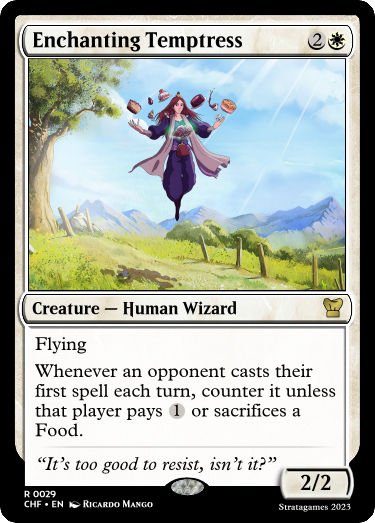 Enchanting Temptress 2
Creature — Human Wizard
Flying
Whenever an opponent casts their
first spell each turn, counter it unless
that player pays 1 or sacrifices a
Food.
“It’s too good to resist, isn’t it?”
2/2
R 0029
CHF • EN Ricardo Mango
Stratagames 2023